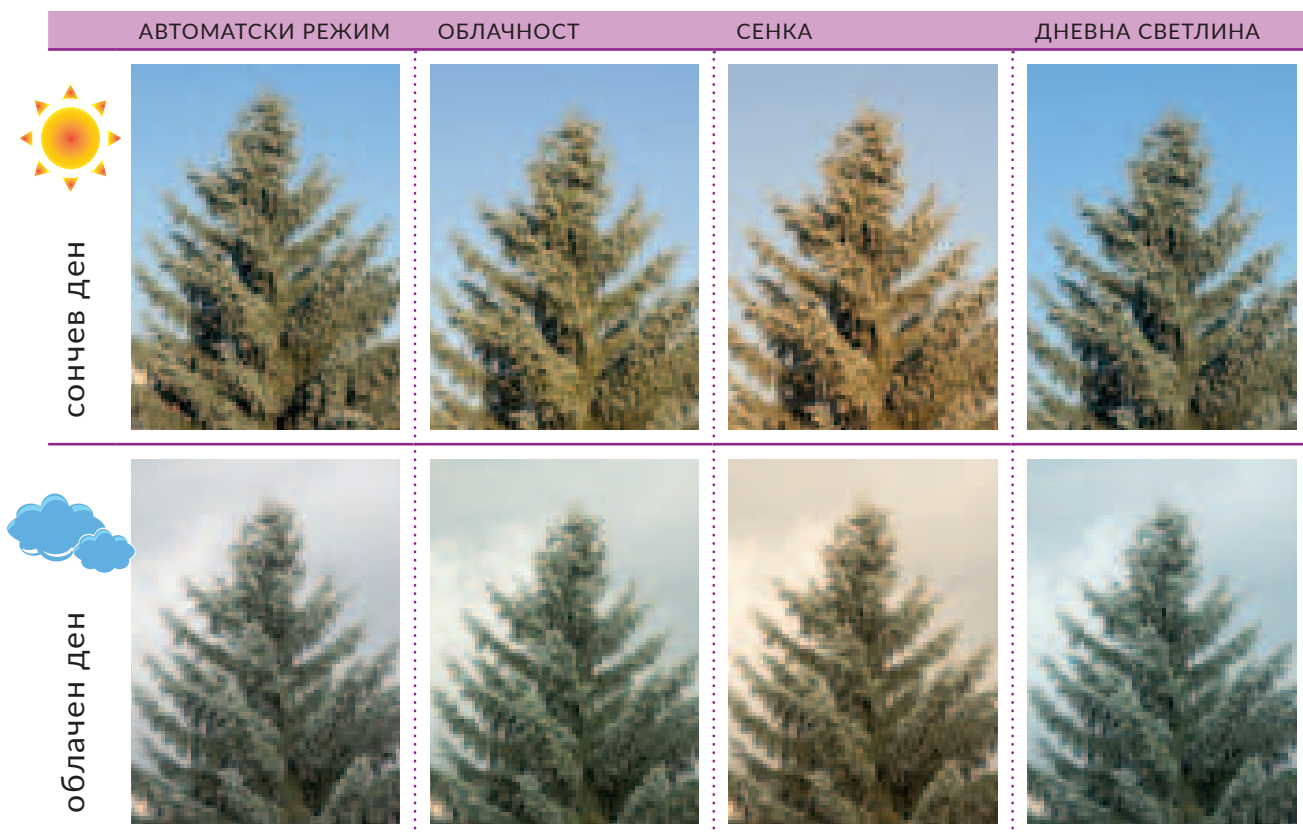 АВТОМАТСКИ РЕЖИМ
ОБЛАЧНОСТ
СЕНКА
ДНЕВНА СВЕТЛИНА
сончев ден
облачен ден